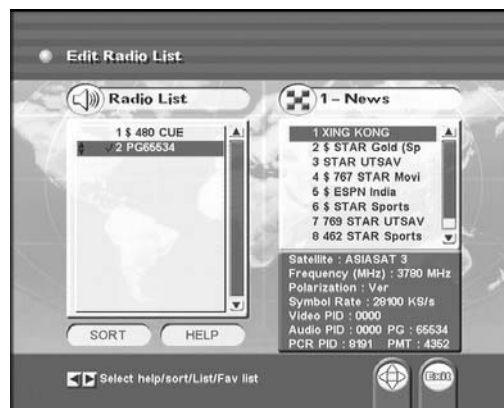 Edit Radio List
Radio List
1 $ 480 CUE
2 PG65534
SORT
HELP
1 - News
1 XING KONG
2 $ STAR Gold (Sp
3 STAR UTSAV
4 $ 767 STAR Movi
5 $ ESPN India
6 $ STAR Sports
7 769 STAR UTSAV
8 462 STAR Sports
Satellite : ASIASAT 3
Frequency (MHz) : 3780 MHz
Polarization : Ver
Symbol Rate : 28100 KS/s
Video PID : 0000
Audio PID : 0000 PG : 65534
PCR PID : 8191 PMT : 4352
Select help/sort/List/Fav list
Exit